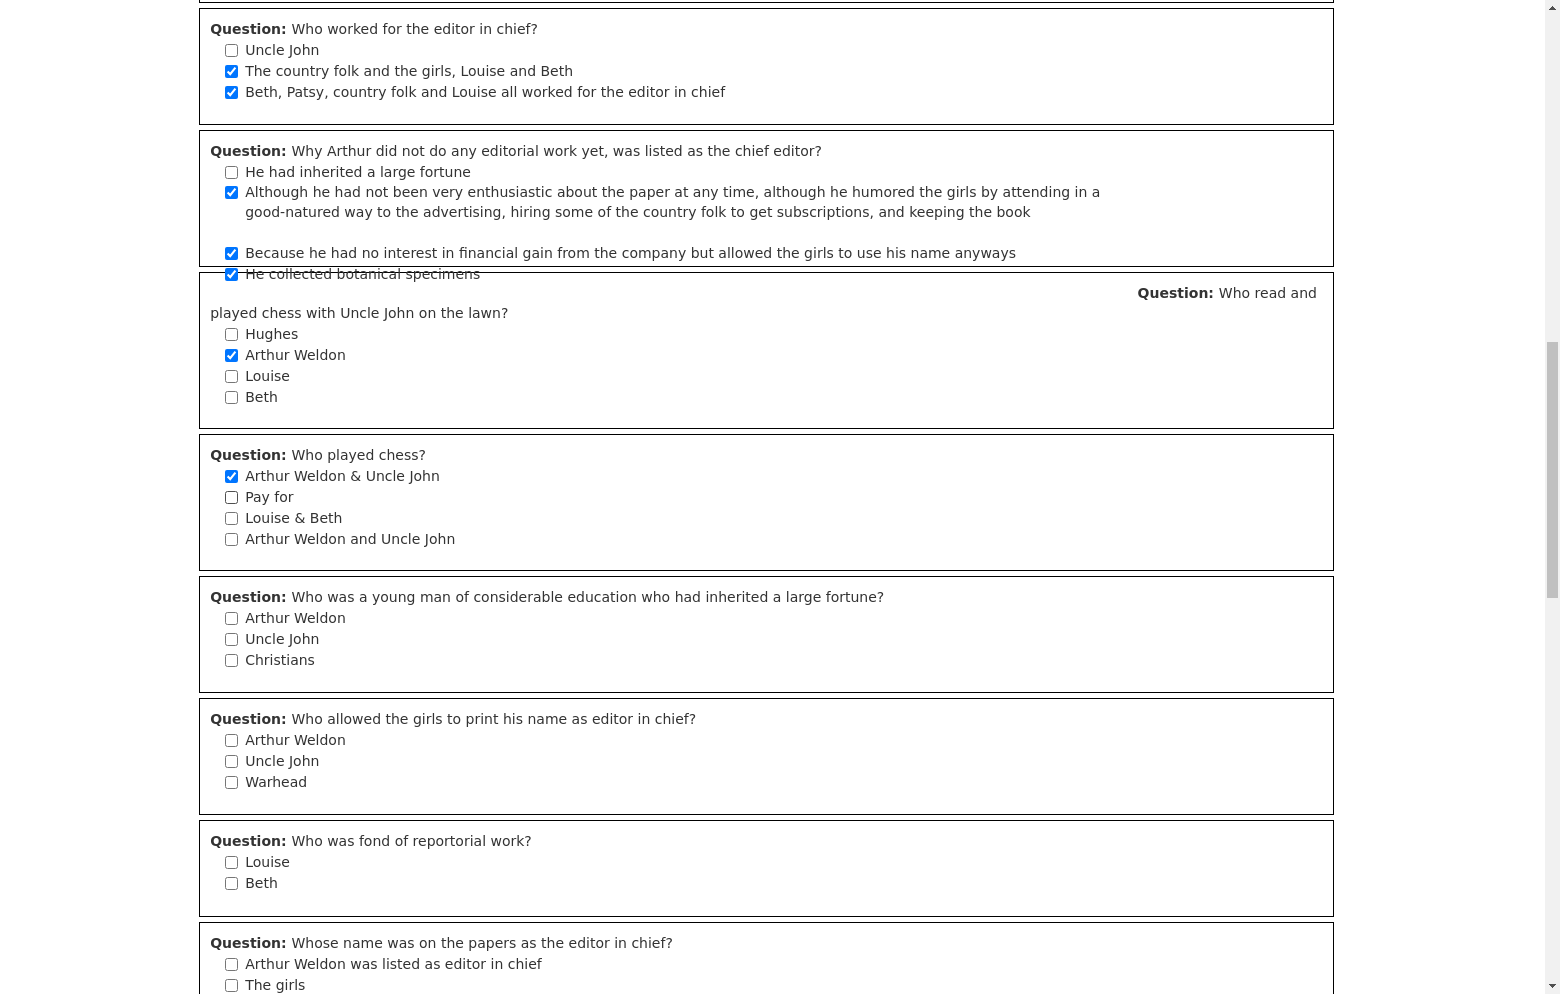 Question: Who worked for the editor in chief?
Uncle John
The country folk and the girls, Louise and Beth
Beth, Patsy, country folk and Louise all worked for the editor in chief
Question: Why Arthur did not do any editorial work yet, was listed as the chief editor?
He had inherited a large fortune
Although he had not been very enthusiastic about the paper at any time, although he humored the girls by attending in a
good-natured way to the advertising, hiring some of the country folk to get subscriptions, and keeping the book
Because he had no interest in financial gain from the company but allowed the girls to use his name anyways
He collected botanical specimens
Question: Who read and
played chess with Uncle John on the lawn?
Hughes
Arthur Weldon
Louise
Beth
Question: Who played chess?
Arthur Weldon & Uncle John
Pay for
Louise & Beth
Arthur Weldon and Uncle John
Question: Who was a young man of considerable education who had inherited a large fortune?
Arthur Weldon
Uncle John
Christians
Question: Who allowed the girls to print his name as editor in chief?
Arthur Weldon
Uncle John
Warhead
Question: Who was fond of reportorial work?
Louise
Beth
Question: Whose name was on the papers as the editor in chief?
Arthur Weldon was listed as editor in chief
The girls